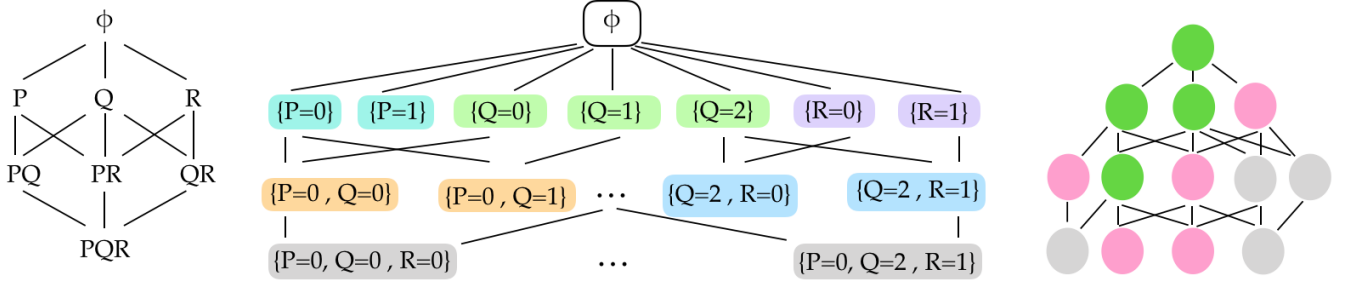 ϕ
P Q R
PQ PR QR
PQR
ϕ
{P=0} {P=1} {Q=0} {Q=1} {Q=2} {R=0} {R=1}
{P=0 , Q=0} {P=0 , Q=1} ... {Q=2 , R=0} {Q=2 , R=1}
{P=0, Q=0 , R=0} ... {P=0, Q=2 , R=1}